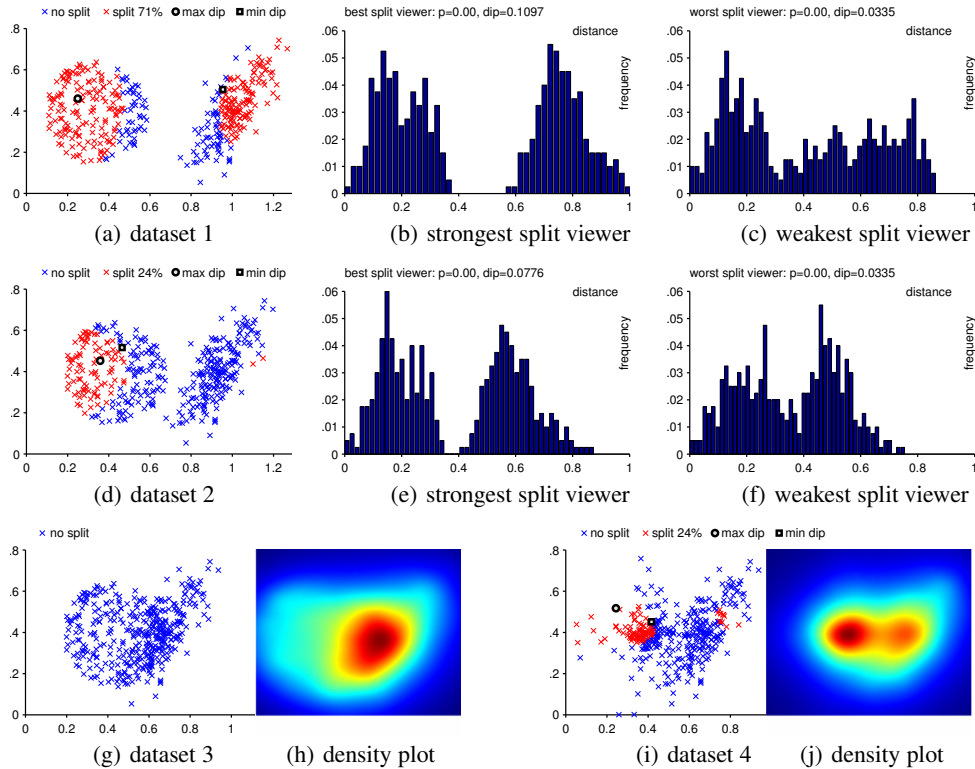 × no split × split 71% o max dip □ min dip
.8
.6
.4
.2
0
0 0.2 0.4 0.6 0.8 1 1.2
(a) dataset 1
best split viewer: p=0.00, dip=0.1097
distance
frequency
.06
.05
.04
.03
.02
.01
0
0 0.2 0.4 0.6 0.8 1
(b) strongest split viewer
worst split viewer: p=0.00, dip=0.0335
distance
frequency
.06
.05
.04
.03
.02
.01
0
0 0.2 0.4 0.6 0.8 1
(c) weakest split viewer
× no split × split 24% o max dip □ min dip
.8
.6
.4
.2
0
0 0.2 0.4 0.6 0.8 1 1.2
(d) dataset 2
best split viewer: p=0.00, dip=0.0776
distance
frequency
.06
.05
.04
.03
.02
.01
0
0 0.2 0.4 0.6 0.8 1
(e) strongest split viewer
worst split viewer: p=0.00, dip=0.0335
distance
frequency
.06
.05
.04
.03
.02
.01
0
0 0.2 0.4 0.6 0.8 1
(f) weakest split viewer
× no split
.8
.6
.4
.2
0
0 0.2 0.4 0.6 0.8 1
(g) dataset 3
(h) density plot
× no split × split 24% o max dip □ min dip
.8
.6
.4
.2
0
0 0.2 0.4 0.6 0.8
(i) dataset 4
(j) density plot